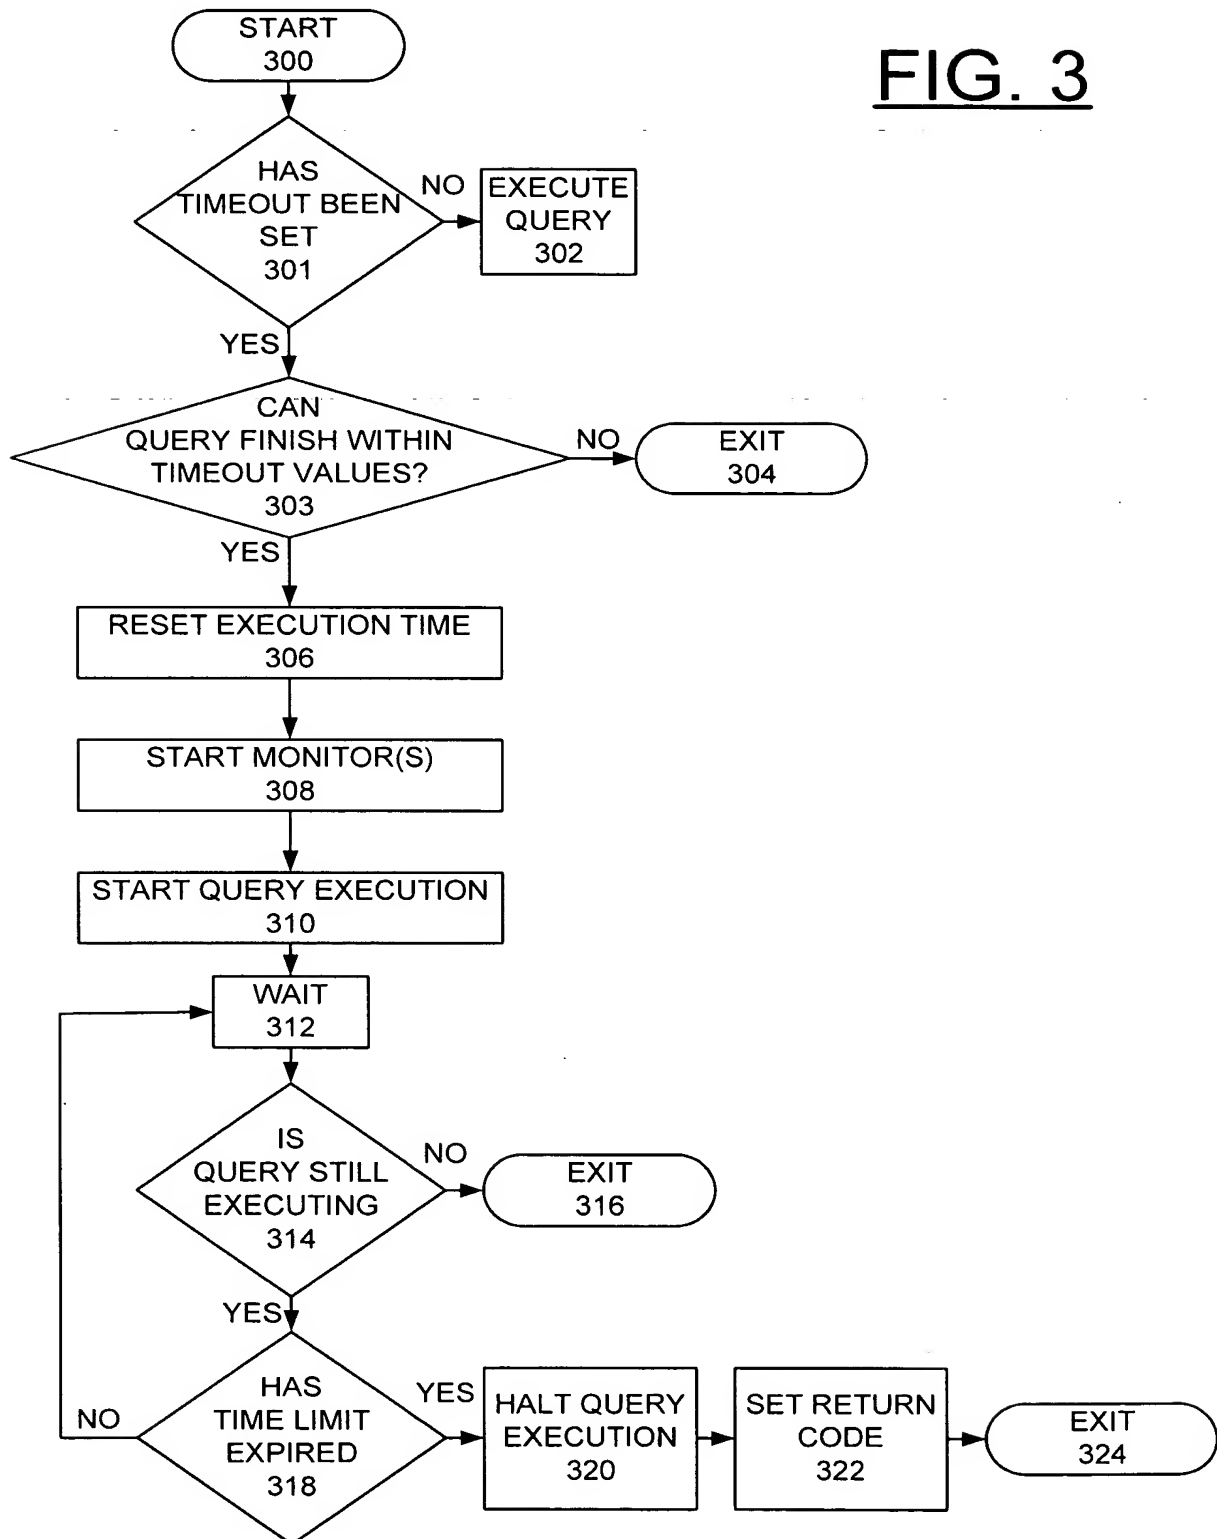 START
300
FIG. 3
HAS
TIMEOUT BEEN
SET
301
NO
EXECUTE
QUERY
302
YES
CAN
QUERY FINISH WITHIN
TIMEOUT VALUES?
303
NO
EXIT
304
YES
RESET EXECUTION TIME
306
START MONITOR(S)
308
START QUERY EXECUTION
310
WAIT
312
IS
QUERY STILL
EXECUTING
314
NO
EXIT
316
YES
HAS
TIME LIMIT
EXPIRED
318
NO
YES
HALT QUERY
EXECUTION
320
SET RETURN
CODE
322
EXIT
324